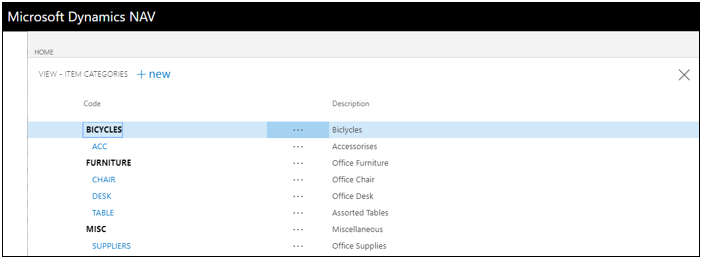 Microsoft Dynamics NAV
HOME
VIEW - ITEM CATEGORIES + new
Code Description
BICYCLES ... Biclycles
ACC ... Accessorises
FURNITURE ... Office Furniture
CHAIR ... Office Chair
DESK ... Office Desk
TABLE ... Assorted Tables
MISC ... Miscellaneous
SUPPLIERS ... Office Supplies